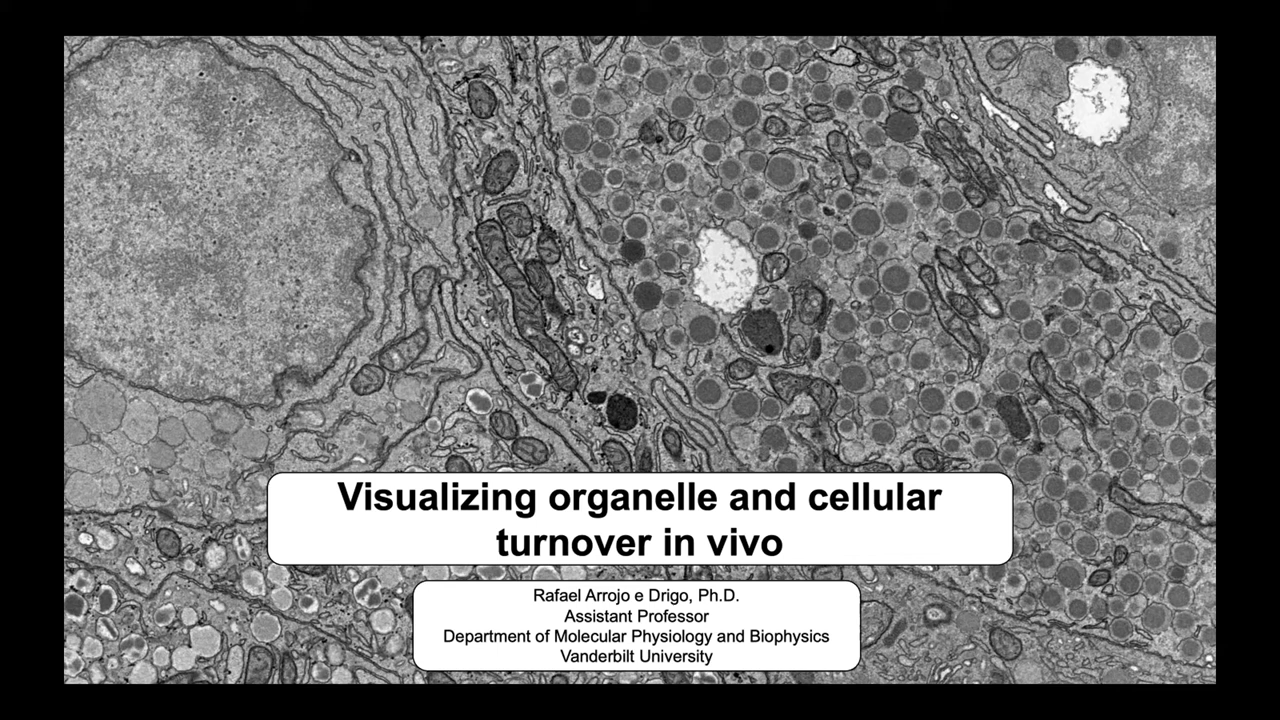 Visualizing organelle and cellular
turnover in vivo
Rafael Arrojo e Drigo, Ph.D.
Assistant Professor
Department of Molecular Physiology and Biophysics
Vanderbilt University